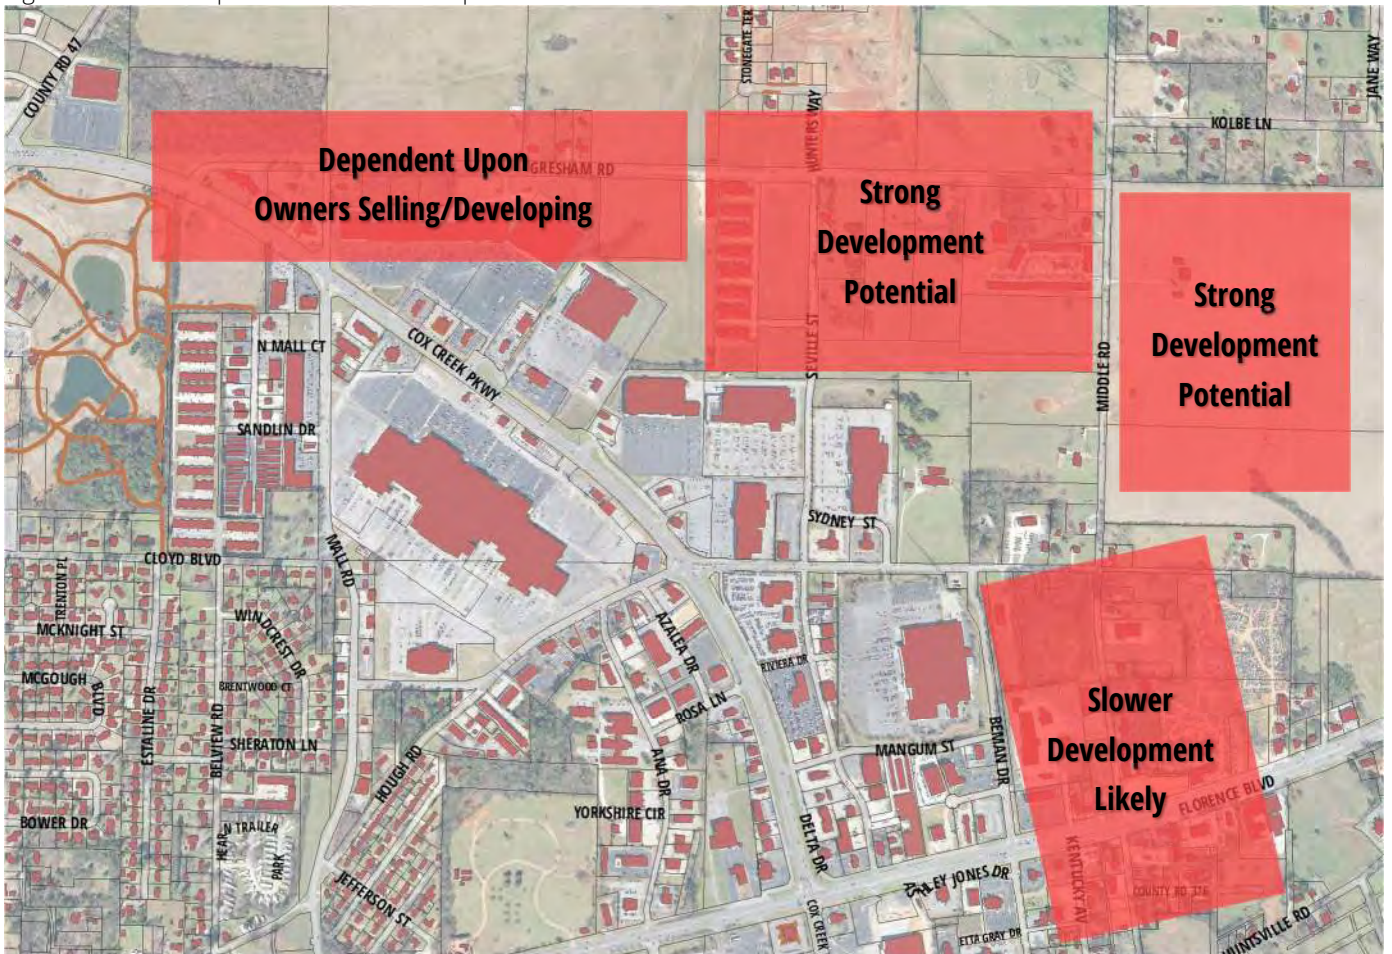 COUNTY RD 47
STONEGATE TER
JANE WAY
HUNTERS WAY
KOLBE LN
Dependent Upon
Owners Selling/Developing
GRESHAM RD
Strong
Development
Potential
Strong
Development
Potential
N MALL CT
COX CREEK PKWY
SEVILLE ST
MIDDLE RD
SANDLIN DR
SYDNEY ST
CLOYD BLVD
MALL RD
TRENTON PL
MCKNIGHT ST
WINDCREST DR
AZALEA DR
RIVIERA DR
MCGOUGH
BLVD
BRENTWOOD CT
ESTALINE DR
BELVIEW RD
SHERATON LN
ROSA LN
ANA DR
MANGUM ST
BEMAN DR
Slower
Development
Likely
HOUGH RD
FLORENCE BLVD
BOWER DR
N TRAILER
PARK
YORKSHIRE CIR
DELTA DR
JEFFERSON ST
COX CREEK
KENTUCKY AV
COUNTY RD 376
ETTA GRAY DR
HUNTSVILLE RD